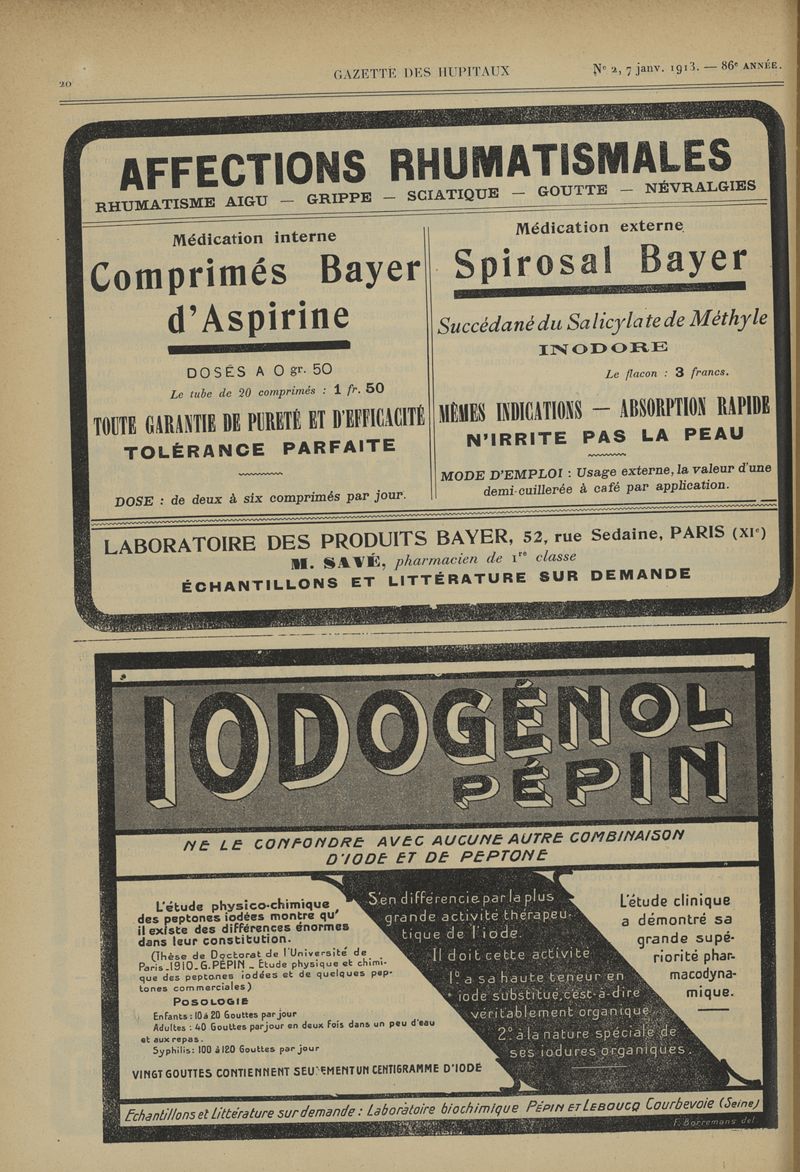 20
GAZETTE DES HUPITAUX
N° 2, 7 janv. 1913. — 86e ANNÉE.
AFFECTIONS RHUMATISMALES
RHUMATISME AIGU — GRIPPE — SCIATIQUE — GOUTTE — NÉVRALGIES
Médication interne
Comprimés Bayer
d'Aspirine
DOSÉS A 0 gr. 50
Le tube de 20 comprimés : 1 fr. 50
TOUTE GARANTIE DE PURETÉ ET D'EFFICACITÉ
TOLÉRANCE PARFAITE
DOSE : de deux à six comprimés par jour.
Médication externe
Spirosal Bayer
Succédané du Salicylate de Méthyle
INODORE
Le flacon : 3 francs.
MÊMES INDICATIONS — ABSORPTION RAPIDE
N'IRRITE PAS LA PEAU
MODE D'EMPLOI : Usage externe, la valeur d'une
demi-cuillerée à café par application.
LABORATOIRE DES PRODUITS BAYER, 52, rue Sedaine, PARIS (XIe)
M. SAVÉ, pharmacien de 1re classe
ÉCHANTILLONS ET LITTÉRATURE SUR DEMANDE
IODOGÉNOL
PÉPIN
NE LE CONFONDRE AVEC AUCUNE AUTRE COMBINAISON
D'IODE ET DE PEPTONE
L'étude physico-chimique
des peptones iodées montre qu'
il existe des différences énormes
dans leur constitution.
(Thèse de Doctorat de l'Université de
Paris_1910_G.PÉPIN _ Étude physique et chimi-
que des peptones iodées et de quelques pep-
tones commerciales)
POSOLOGIE
Enfants : 10 à 20 Gouttes par jour
Adultes : 40 Gouttes par jour en deux fois dans un peu d'eau
et aux repas.
Syphilis : 100 à 120 Gouttes par jour
VINGT GOUTTES CONTIENNENT SEULEMENT UN CENTIGRAMME D'IODE
S'en différencie par la plus
grande activité thérapeu-
tique de l'iode.
Il doit cette activité
1° a sa haute teneur en
iode substitué, c'est-à-dire
véritablement organique
2° à la nature spéciale de
ses iodures organiques.
L'étude clinique
a démontré sa
grande supé-
riorité phar-
macodyna-
mique.
Echantillons et Littérature sur demande : Laboratoire biochimique PÉPIN ET LEBOUCQ Courbevoie (Seine)
F. Borremans del.